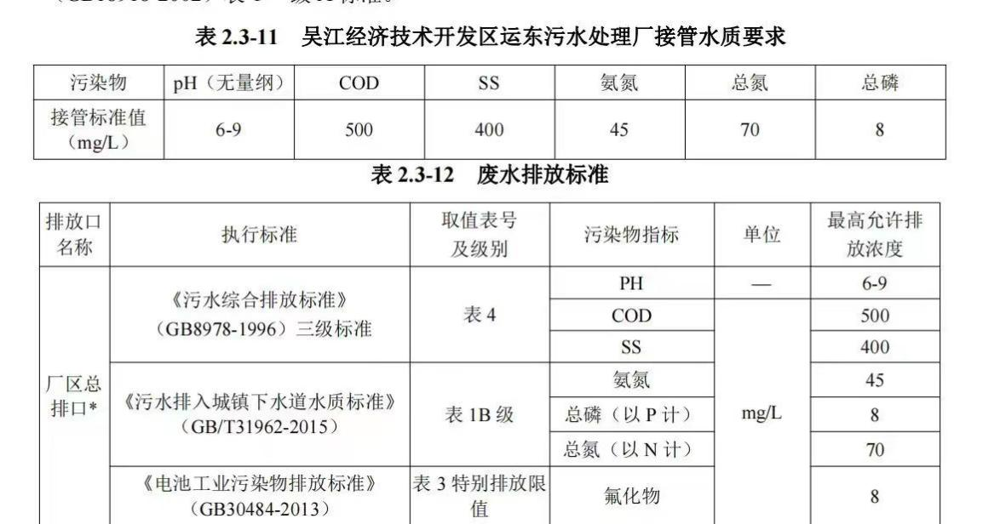 （GB18918-2002）表 1 一级 A 标准。
表 2.3-11 吴江经济技术开发区运东污水处理厂接管水质要求
污染物 pH（无量纲） COD SS 氨氮 总氮 总磷
接管标准值
（mg/L） 6-9 500 400 45 70 8
表 2.3-12 废水排放标准
排放口
名称 执行标准 取值表号
及级别 污染物指标 单位 最高允许排
放浓度
厂区总
排口*
《污水综合排放标准》
（GB8978-1996）三级标准 表 4
PH — 6-9
COD 500
SS 400
《污水排入城镇下水道水质标准》
（GB/T31962-2015） 表 1B 级
氨氮 45
总磷（以 P 计） mg/L 8
总氮（以 N 计） 70
《电池工业污染物排放标准》
（GB30484-2013） 表 3 特别排放限
值 氟化物 8